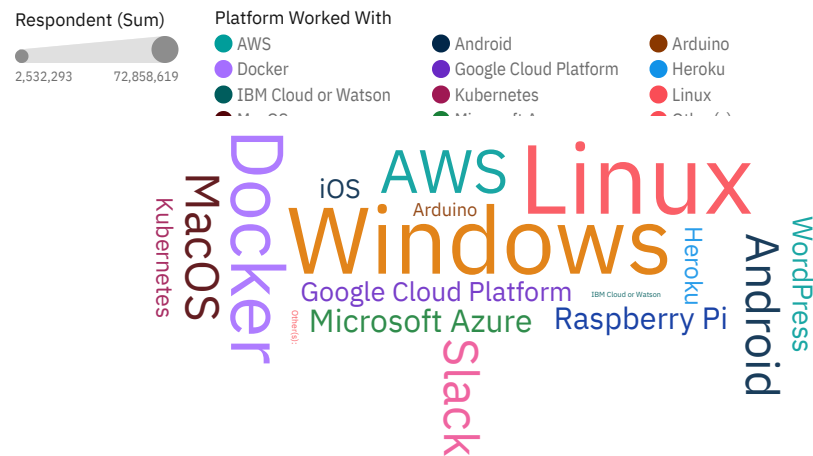 Respondent (Sum)
2,532,293 72,858,619
Platform Worked With
AWS Android Arduino
Docker Google Cloud Platform Heroku
IBM Cloud or Watson Kubernetes Linux
Docker
AWS
Linux
iOS
MacOS
Kubernetes
Arduino
Windows
Heroku
WordPress
Android
Google Cloud Platform
IBM Cloud or Watson
Other(s):
Microsoft Azure
Raspberry Pi
Slack